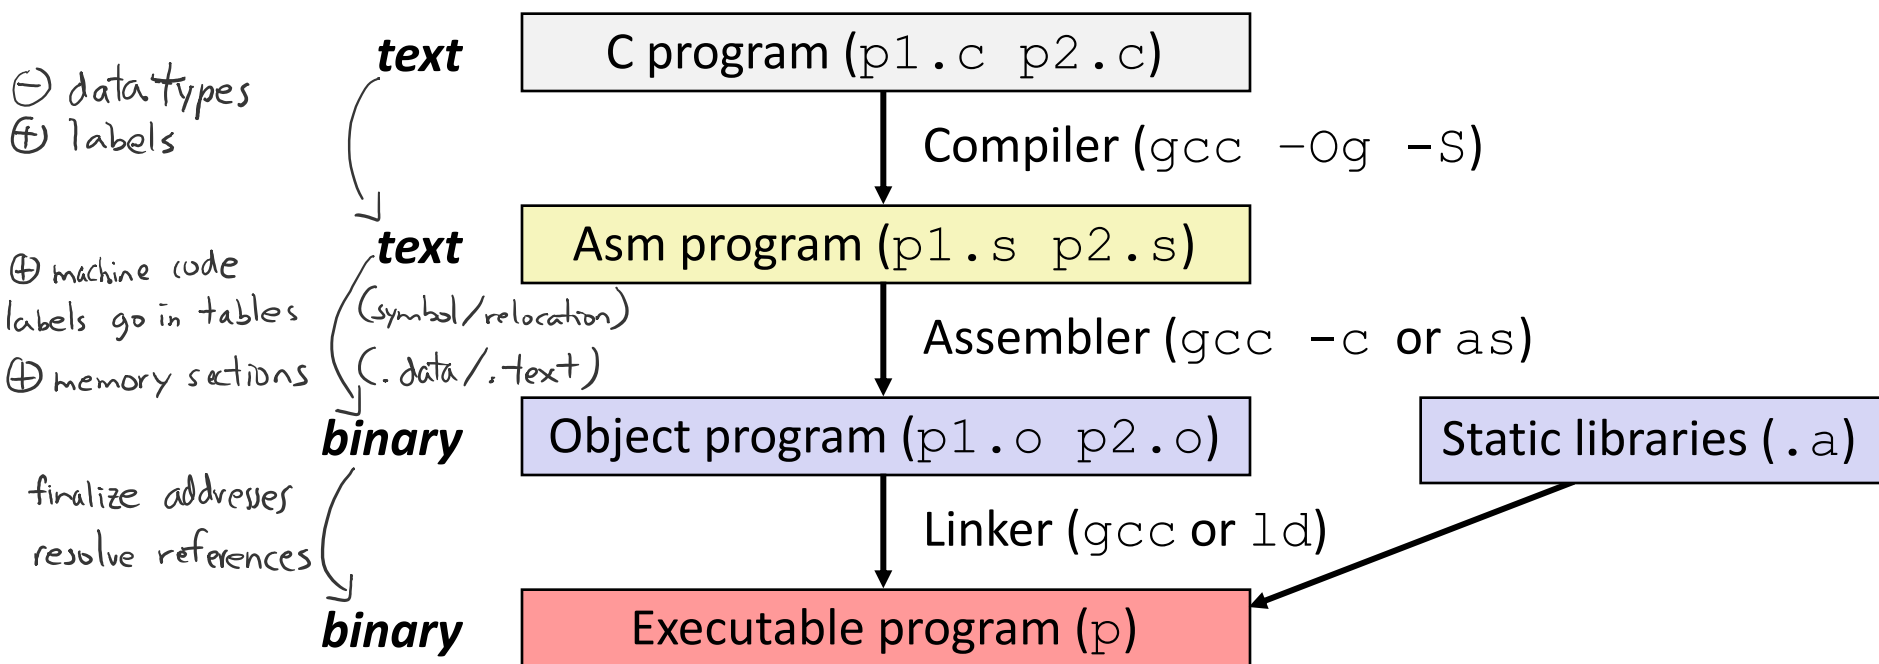 text
C program (p1.c p2.c)
⊖ data types
⊕ labels
Compiler (gcc –Og -S)
text
Asm program (p1.s p2.s)
⊕ machine code
labels go in tables (symbol/relocation)
⊕ memory sections (.data/.text)
Assembler (gcc -c or as)
binary
Object program (p1.o p2.o)
Static libraries (.a)
finalize addresses
resolve references
Linker (gcc or ld)
binary
Executable program (p)